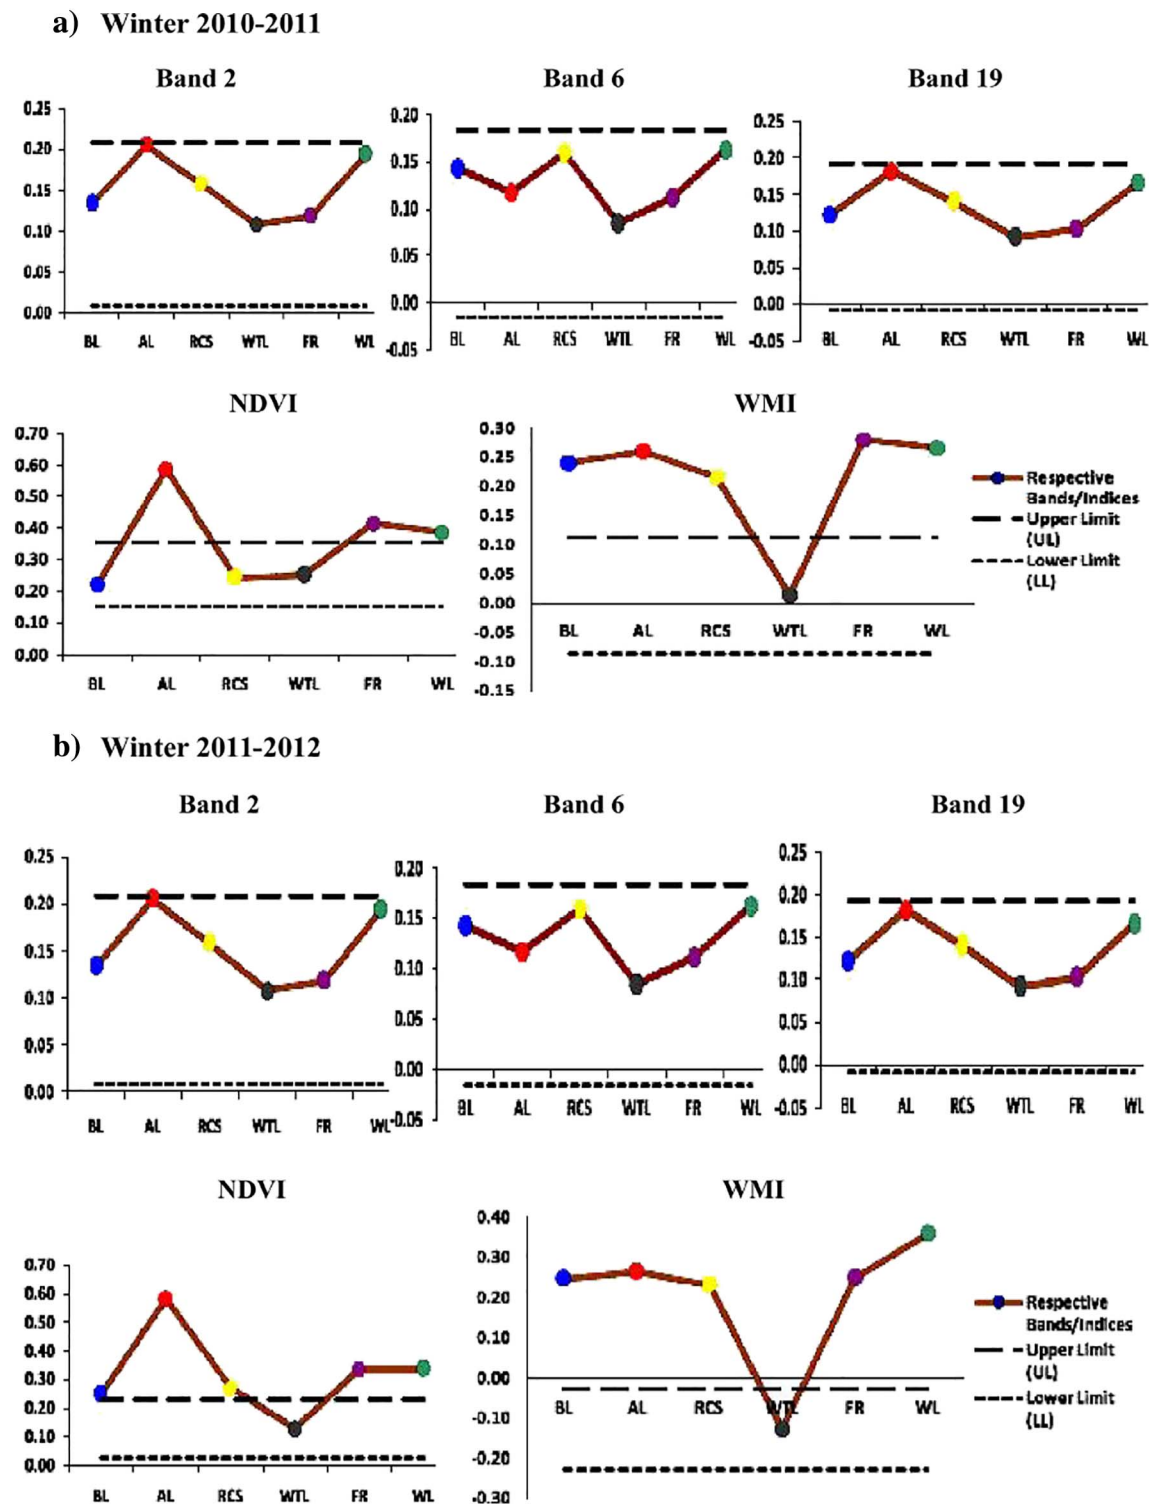 a) Winter 2010-2011
Band 2
Band 6
Band 19
0.25
0.20
0.15
0.10
0.05
0.00
BL AL RCS WTL FR WL
0.20
0.15
0.10
0.05
0.00
-0.05
BL AL RCS WTL FR WL
0.25
0.20
0.15
0.10
0.05
0.00
-0.05
BL AL RCS WTL FR WL
NDVI
WMI
0.70
0.60
0.50
0.40
0.30
0.20
0.10
0.00
BL AL RCS WTL FR WL
0.30
0.25
0.20
0.15
0.10
0.05
0.00
-0.05
-0.10
-0.15
BL AL RCS WTL FR WL
Respective
Bands/Indices
Upper Limit
(UL)
Lower Limit
(LL)
b) Winter 2011-2012
Band 2
Band 6
Band 19
0.25
0.20
0.15
0.10
0.05
0.00
BL AL RCS WTL FR WL
0.20
0.15
0.10
0.05
0.00
-0.05
BL AL RCS WTL FR WL
0.25
0.20
0.15
0.10
0.05
0.00
-0.05
BL AL RCS WTL FR WL
NDVI
WMI
0.70
0.60
0.50
0.40
0.30
0.20
0.10
0.00
BL AL RCS WTL FR WL
0.40
0.30
0.20
0.10
0.00
-0.10
-0.20
-0.30
BL AL RCS WTL FR WL
Respective
Bands/Indices
Upper Limit
(UL)
Lower Limit
(LL)